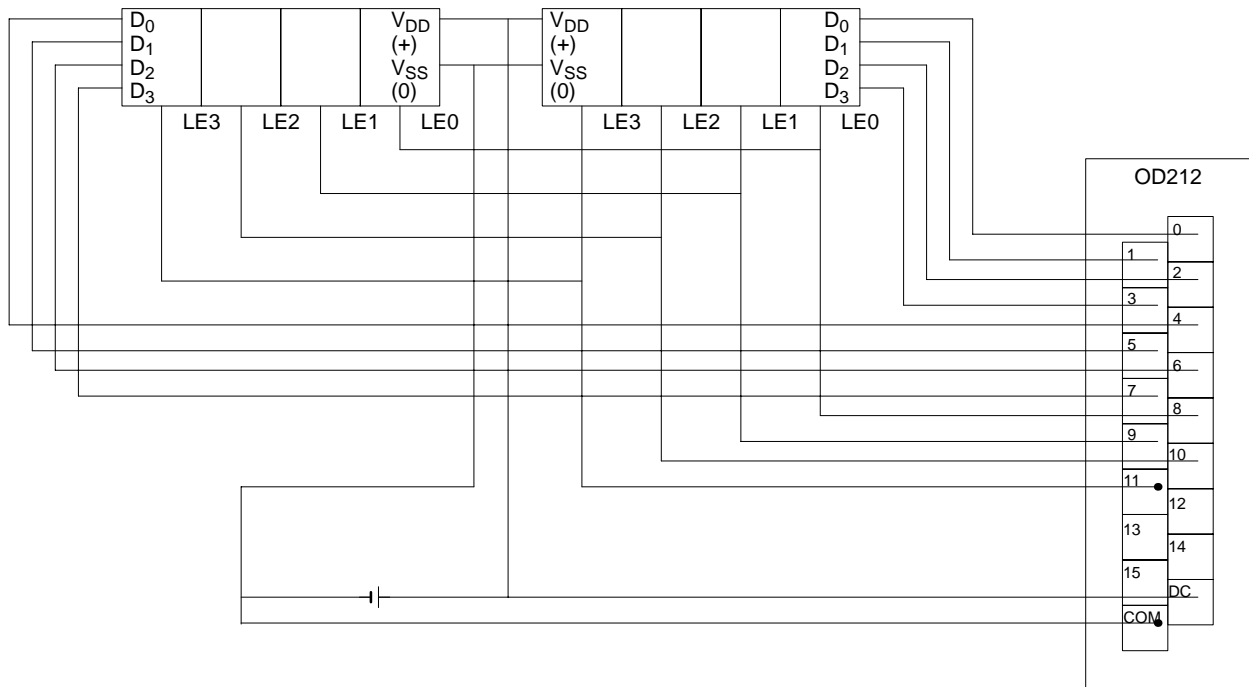 D0 VDD VDD D0
D1 (+) (+) D1
D2 VSS VSS D2
D3 (0) (0) D3
LE3 LE2 LE1 LE0 LE3 LE2 LE1 LE0
OD212
0
1
2
3
4
5
6
7
8
9
10
11
12
13
14
15
DC
COM